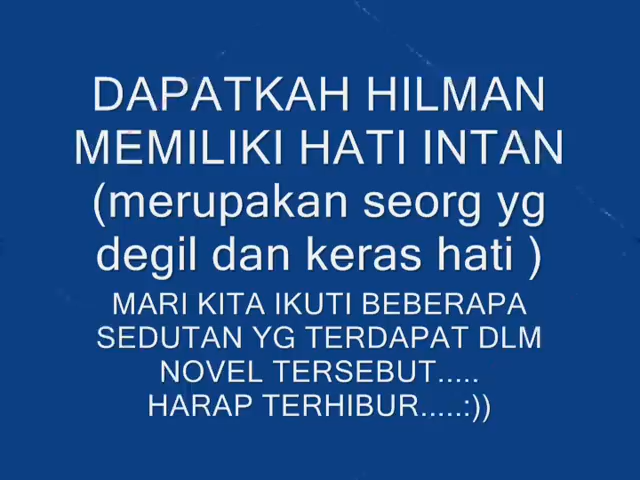 DAPATKAH HILMAN
MEMILIKI HATI INTAN
(merupakan seorg yg
degil dan keras hati )
MARI KITA IKUTI BEBERAPA
SEDUTAN YG TERDAPAT DLM
NOVEL TERSEBUT.....
HARAP TERHIBUR.....:))